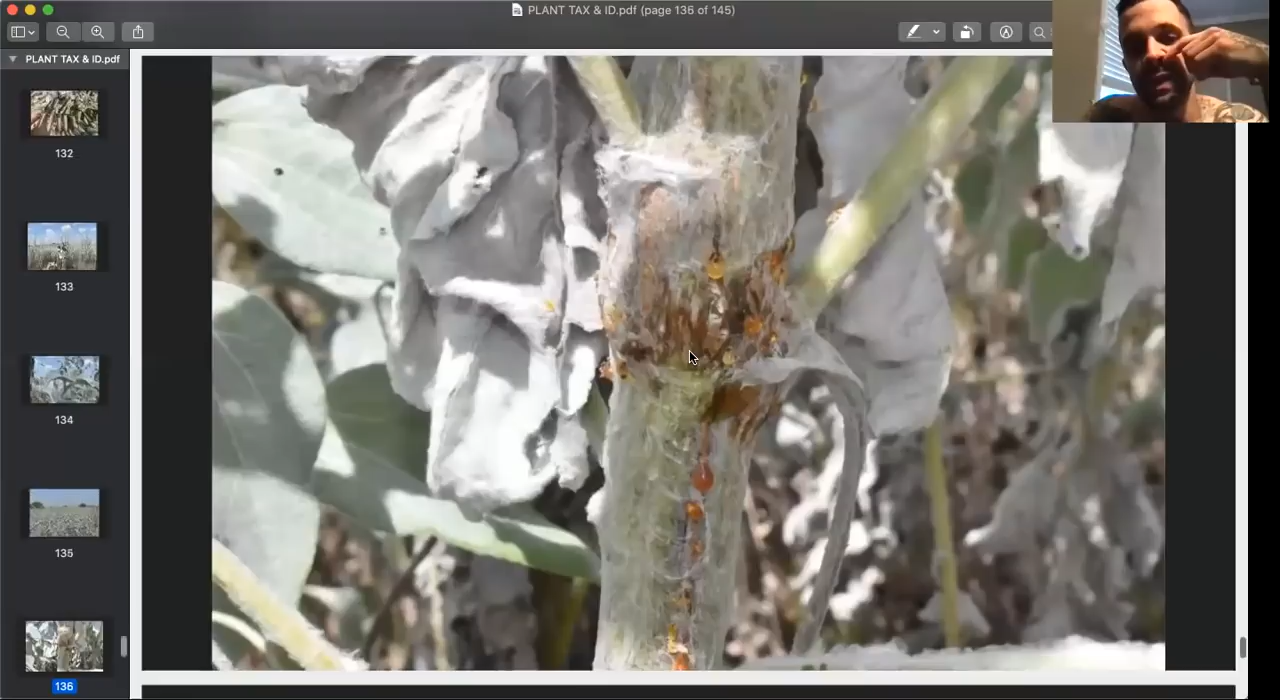 PLANT TAX & ID.pdf (page 136 of 145)
PLANT TAX & ID.pdf
132
133
134
135
136